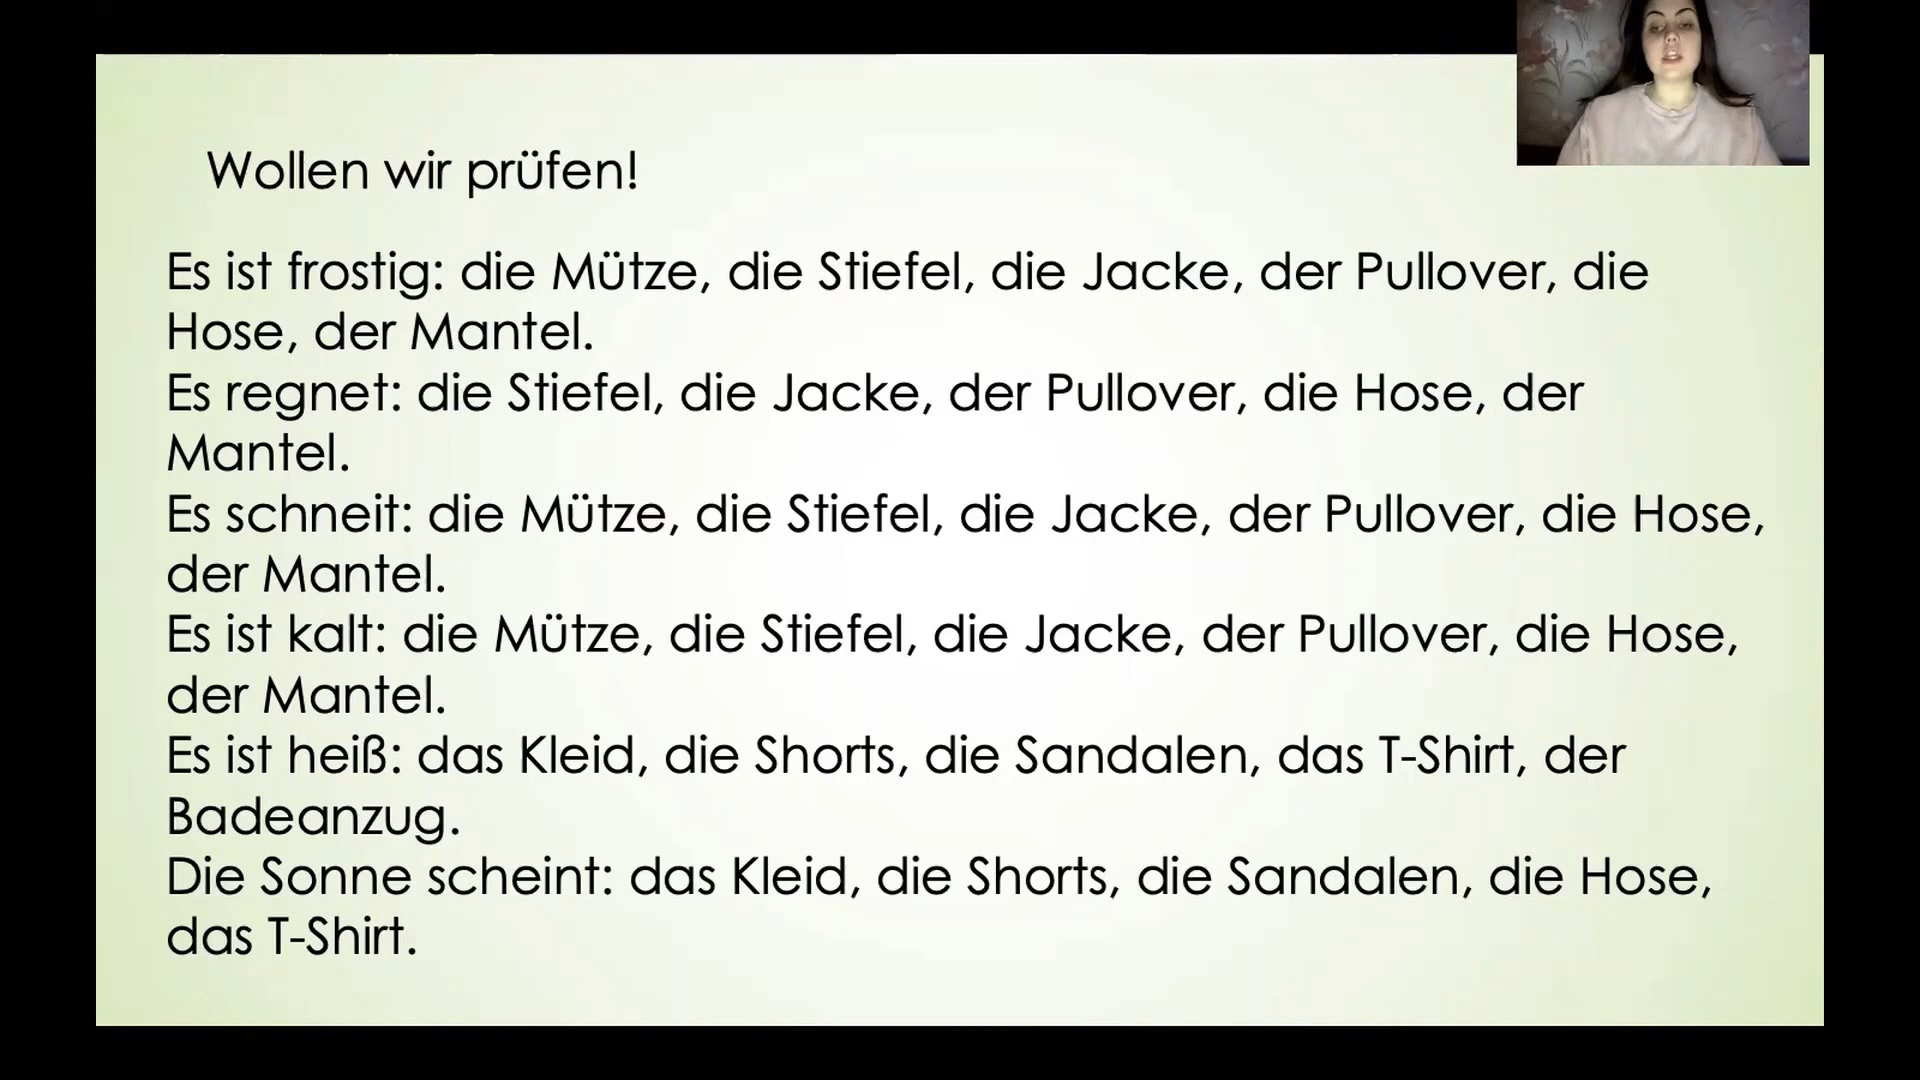 Wollen wir prüfen!
Es ist frostig: die Mütze, die Stiefel, die Jacke, der Pullover, die
Hose, der Mantel.
Es regnet: die Stiefel, die Jacke, der Pullover, die Hose, der
Mantel.
Es schneit: die Mütze, die Stiefel, die Jacke, der Pullover, die Hose,
der Mantel.
Es ist kalt: die Mütze, die Stiefel, die Jacke, der Pullover, die Hose,
der Mantel.
Es ist heiß: das Kleid, die Shorts, die Sandalen, das T-Shirt, der
Badeanzug.
Die Sonne scheint: das Kleid, die Shorts, die Sandalen, die Hose,
das T-Shirt.